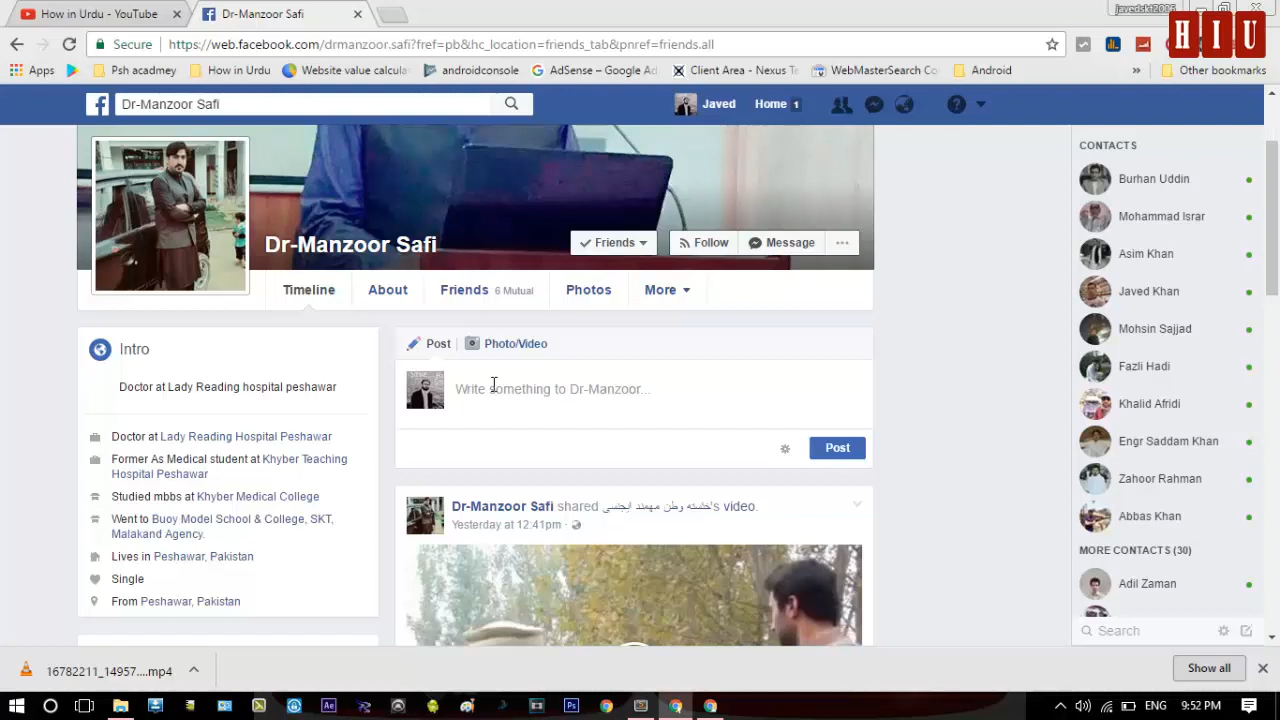 How in Urdu - YouTube
Dr-Manzoor Safi
javedskt2006
HIU
Secure
https://web.facebook.com/drmanzoor.safi?fref=pb&hc_location=friends_tab&pnref=friends.all
Apps
Psh acadmey
How in Urdu
Website value calcula
androidconsole
AdSense – Google Ad
Client Area - Nexus T
WebMasterSearch Co
Android
»
Other bookmarks
Dr-Manzoor Safi
Javed
Home 1
Dr-Manzoor Safi
Friends
Follow
Message
Timeline
About
Friends 6 Mutual
Photos
More
Intro
Doctor at Lady Reading hospital peshawar
Doctor at Lady Reading Hospital Peshawar
Former As Medical student at Khyber Teaching
Hospital Peshawar
Studied mbbs at Khyber Medical College
Went to Buoy Model School & College, SKT,
Malakand Agency.
Lives in Peshawar, Pakistan
Single
From Peshawar, Pakistan
Post
Photo/Video
Write something to Dr-Manzoor...
Post
Dr-Manzoor Safi shared خاسته وطن مهمند ايجنسى's video.
Yesterday at 12:41pm ·
CONTACTS
Burhan Uddin
Mohammad Israr
Asim Khan
Javed Khan
Mohsin Sajjad
Fazli Hadi
Khalid Afridi
Engr Saddam Khan
Zahoor Rahman
Abbas Khan
MORE CONTACTS (30)
Adil Zaman
Search
16782211_14957....mp4
Show all
ENG
9:52 PM